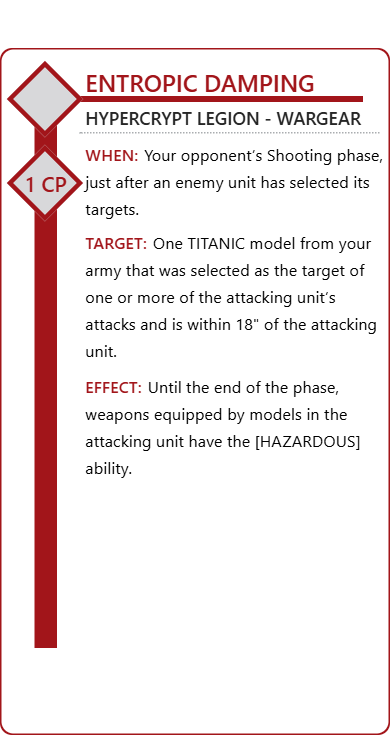 ENTROPIC DAMPING
HYPERCRYPT LEGION - WARGEAR
WHEN: Your opponent’s Shooting phase,
just after an enemy unit has selected its
targets.
1 CP
TARGET: One TITANIC model from your
army that was selected as the target of
one or more of the attacking unit’s
attacks and is within 18" of the attacking
unit.
EFFECT: Until the end of the phase,
weapons equipped by models in the
attacking unit have the [HAZARDOUS]
ability.